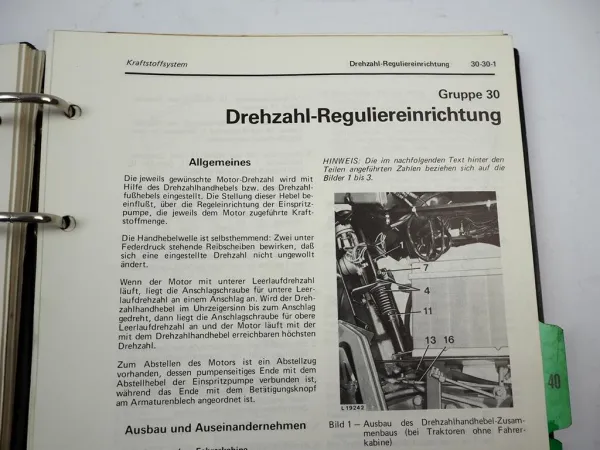 Kraftstoffsystem
Drehzahl-Reguliereinrichtung 30-30-1
Gruppe 30
Drehzahl-Reguliereinrichtung
Allgemeines
Die jeweils gewünschte Motor-Drehzahl wird mit
Hilfe des Drehzahlhandhebels bzw. des Drehzahl-
fußhebels eingestellt. Die Stellung dieser Hebel be-
einflußt, über die Regeleinrichtung der Einspritz-
pumpe, die jeweils dem Motor zugeführte Kraft-
stoffmenge.
Die Handhebelwelle ist selbsthemmend: Zwei unter
Federdruck stehende Reibscheiben bewirken, daß
sich eine eingestellte Drehzahl nicht ungewollt
ändert.
Wenn der Motor mit unterer Leerlaufdrehzahl
läuft, liegt die Anschlagschraube für untere Leer-
laufdrehzahl an einem Anschlag an. Wird der Dreh-
zahlhandhebel im Uhrzeigersinn bis zum Anschlag
gedreht, dann liegt die Anschlagschraube für obere
Leerlaufdrehzahl an und der Motor läuft mit der
mit dem Drehzahlhandhebel erreichbaren höchsten
Drehzahl.
Zum Abstellen des Motors ist ein Abstellzug
vorhanden, dessen pumpenseitiges Ende mit dem
Abstellhebel der Einspritzpumpe verbunden ist,
während das Ende mit dem Betätigungsknopf
am Armaturenblech angeordnet ist.
Ausbau und Auseinandernehmen
HINWEIS: Die im nachfolgenden Text hinter den
Teilen angeführten Zahlen beziehen sich auf die
Bilder 1 bis 3.
7
4
11
13 16
L19242
Bild 1 — Ausbau des Drehzahlhandhebel-Zusam-
menbaus (bei Traktoren ohne Fahrer-
kabine)
40